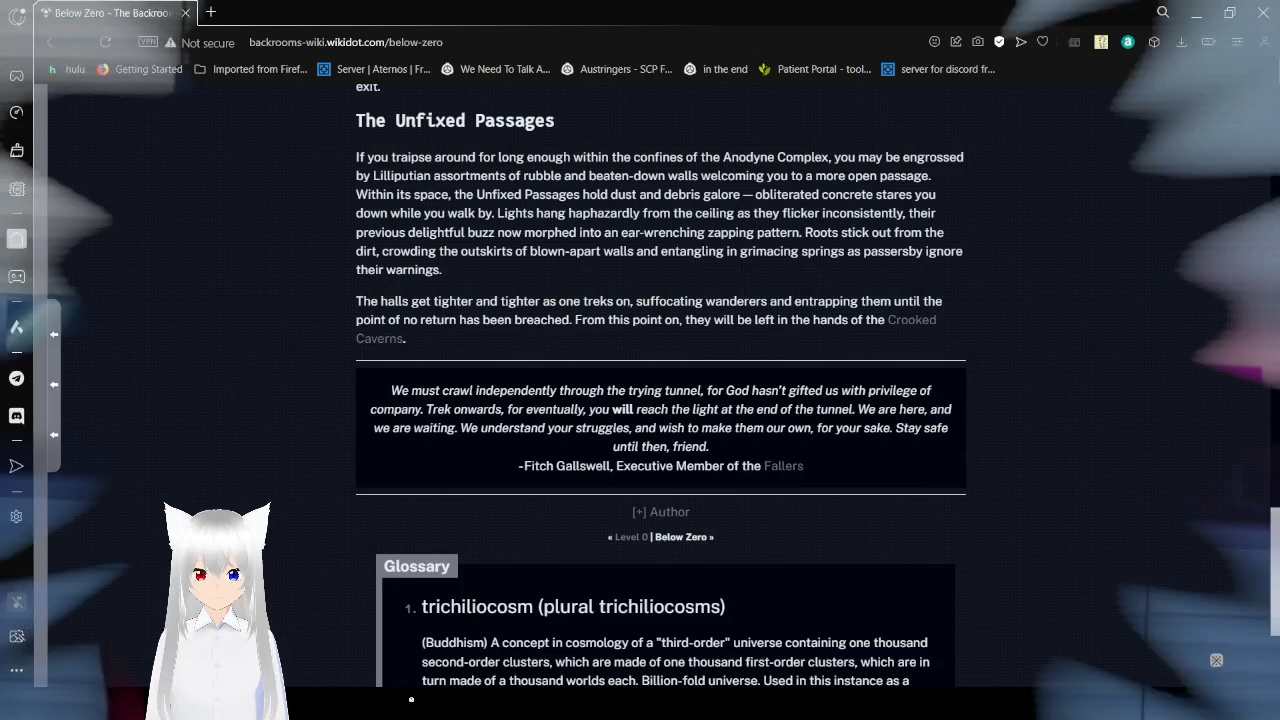 Below Zero - The Backroo
Not secure
backrooms-wiki.wikidot.com/below-zero
VPN
h hulu
Getting Started
Imported from Firef...
Server | Aternos | Fr...
We Need To Talk A...
Austringers - SCP F...
in the end
Patient Portal - tool...
server for discord fr...
exit.
The Unfixed Passages
If you traipse around for long enough within the confines of the Anodyne Complex, you may be engrossed
by Lilliputian assortments of rubble and beaten-down walls welcoming you to a more open passage.
Within its space, the Unfixed Passages hold dust and debris galore — obliterated concrete stares you
down while you walk by. Lights hang haphazardly from the ceiling as they flicker inconsistently, their
previous delightful buzz now morphed into an ear-wrenching zapping pattern. Roots stick out from the
dirt, crowding the outskirts of blown-apart walls and entangling in grimacing springs as passersby ignore
their warnings.
The halls get tighter and tighter as one treks on, suffocating wanderers and entrapping them until the
point of no return has been breached. From this point on, they will be left in the hands of the Crooked
Caverns.
We must crawl independently through the trying tunnel, for God hasn't gifted us with privilege of
company. Trek onwards, for eventually, you will reach the light at the end of the tunnel. We are here, and
we are waiting. We understand your struggles, and wish to make them our own, for your sake. Stay safe
until then, friend.
-Fitch Gallswell, Executive Member of the Fallers
[+] Author
« Level 0 | Below Zero »
Glossary
1. trichiliocosm (plural trichiliocosms)
(Buddhism) A concept in cosmology of a "third-order" universe containing one thousand
second-order clusters, which are made of one thousand first-order clusters, which are in
turn made of a thousand worlds each. Billion-fold universe. Used in this instance as a